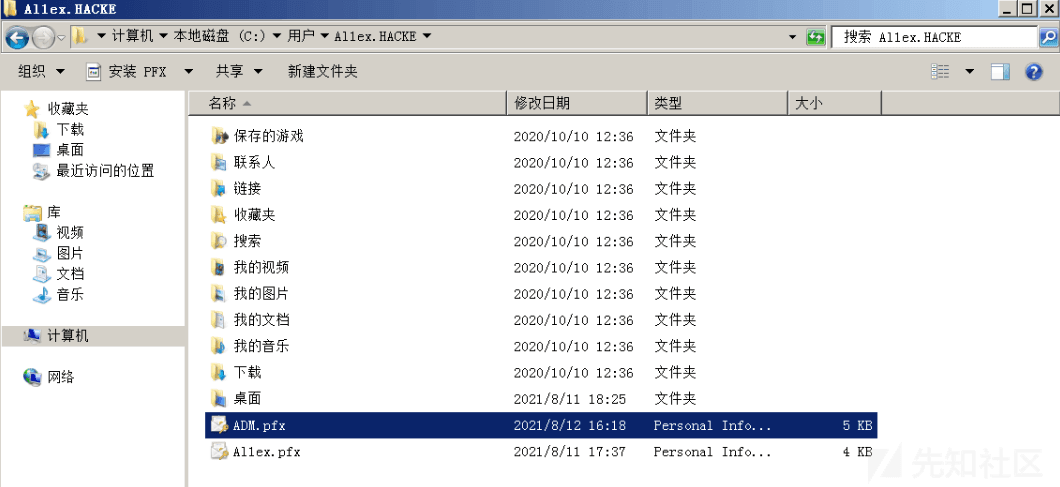 Al1ex.HACKE
计算机 本地磁盘 (C:) 用户 Al1ex.HACKE 搜索 Al1ex.HACKE
组织 安装 PFX 共享 新建文件夹
收藏夹
下载
桌面
最近访问的位置
库
视频
图片
文档
音乐
计算机
网络
名称 修改日期 类型 大小
保存的游戏 2020/10/10 12:36 文件夹
联系人 2020/10/10 12:36 文件夹
链接 2020/10/10 12:36 文件夹
收藏夹 2020/10/10 12:36 文件夹
搜索 2020/10/10 12:36 文件夹
我的视频 2020/10/10 12:36 文件夹
我的图片 2020/10/10 12:36 文件夹
我的文档 2020/10/10 12:36 文件夹
我的音乐 2020/10/10 12:36 文件夹
下载 2020/10/10 12:36 文件夹
桌面 2021/8/11 18:25 文件夹
ADM.pfx 2021/8/12 16:18 Personal Info... 5 KB
Al1ex.pfx 2021/8/11 17:37 Personal Info... 4 KB
先知社区